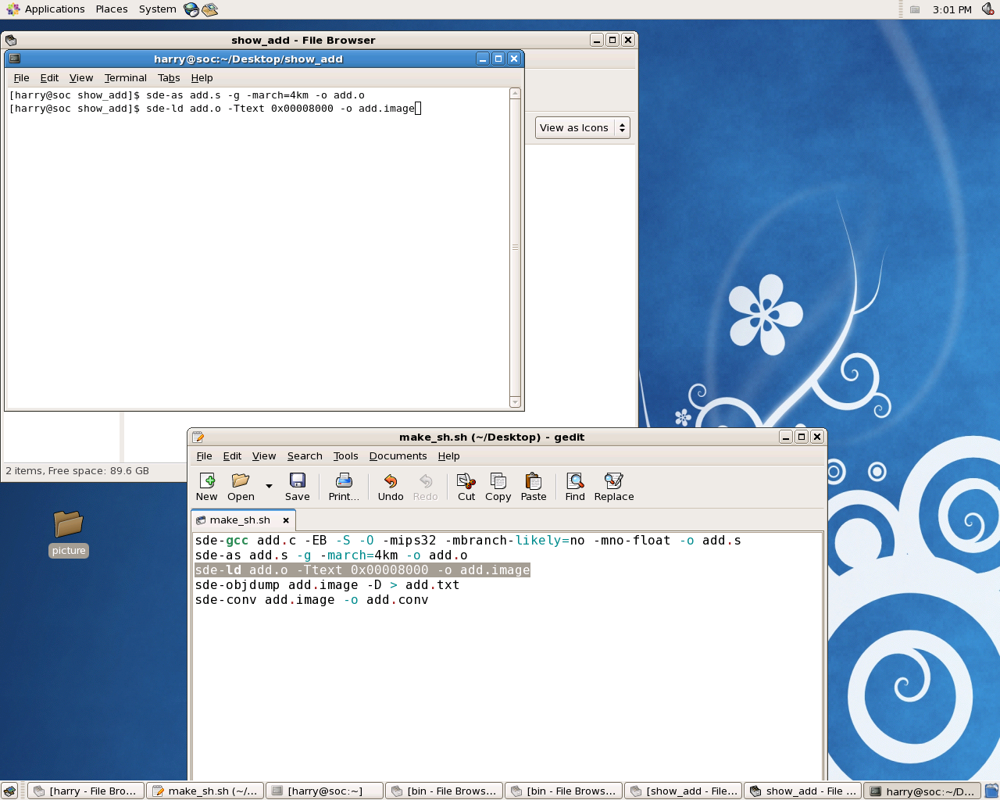 Applications Places System 3:01 PM
show_add - File Browser
harry@soc:~/Desktop/show_add
File Edit View Terminal Tabs Help
[harry@soc show_add]$ sde-as add.s -g -march=4km -o add.o
[harry@soc show_add]$ sde-ld add.o -Ttext 0x00008000 -o add.image
View as Icons
2 items, Free space: 89.6 GB
picture
make_sh.sh (~/Desktop) - gedit
File Edit View Search Tools Documents Help
New Open Save Print... Undo Redo Cut Copy Paste Find Replace
make_sh.sh
sde-gcc add.c -EB -S -O -mips32 -mbranch-likely=no -mno-float -o add.s
sde-as add.s -g -march=4km -o add.o
sde-ld add.o -Ttext 0x00008000 -o add.image
sde-objdump add.image -D > add.txt
sde-conv add.image -o add.conv
[harry - File Bro... make_sh.sh (~/... [harry@soc:~] [bin - File Brows... [bin - File Brows... [show_add - File... show_add - File ... harry@soc:~/D...